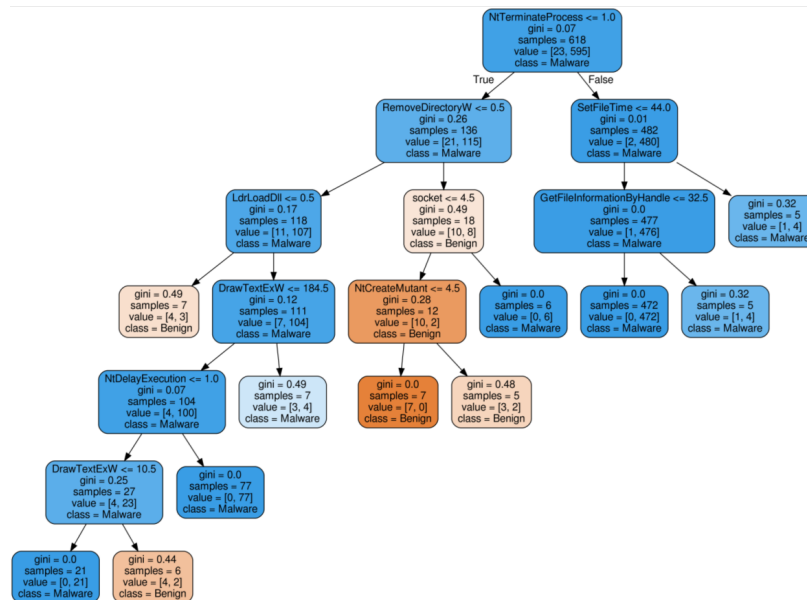 NtTerminateProcess <= 1.0
gini = 0.07
samples = 618
value = [23, 595]
class = Malware
True
False
RemoveDirectoryW <= 0.5
gini = 0.26
samples = 136
value = [21, 115]
class = Malware
SetFileTime <= 44.0
gini = 0.01
samples = 482
value = [2, 480]
class = Malware
LdrLoadDll <= 0.5
gini = 0.17
samples = 118
value = [11, 107]
class = Malware
socket <= 4.5
gini = 0.49
samples = 18
value = [10, 8]
class = Benign
GetFileInformationByHandle <= 32.5
gini = 0.0
samples = 477
value = [1, 476]
class = Malware
gini = 0.32
samples = 5
value = [1, 4]
class = Malware
gini = 0.49
samples = 7
value = [4, 3]
class = Benign
DrawTextExW <= 184.5
gini = 0.12
samples = 111
value = [7, 104]
class = Malware
NtCreateMutant <= 4.5
gini = 0.28
samples = 12
value = [10, 2]
class = Benign
gini = 0.0
samples = 6
value = [0, 6]
class = Malware
gini = 0.0
samples = 472
value = [0, 472]
class = Malware
gini = 0.32
samples = 5
value = [1, 4]
class = Malware
NtDelayExecution <= 1.0
gini = 0.07
samples = 104
value = [4, 100]
class = Malware
gini = 0.49
samples = 7
value = [3, 4]
class = Malware
gini = 0.0
samples = 7
value = [7, 0]
class = Benign
gini = 0.48
samples = 5
value = [3, 2]
class = Benign
DrawTextExW <= 10.5
gini = 0.25
samples = 27
value = [4, 23]
class = Malware
gini = 0.0
samples = 77
value = [0, 77]
class = Malware
gini = 0.0
samples = 21
value = [0, 21]
class = Malware
gini = 0.44
samples = 6
value = [4, 2]
class = Benign